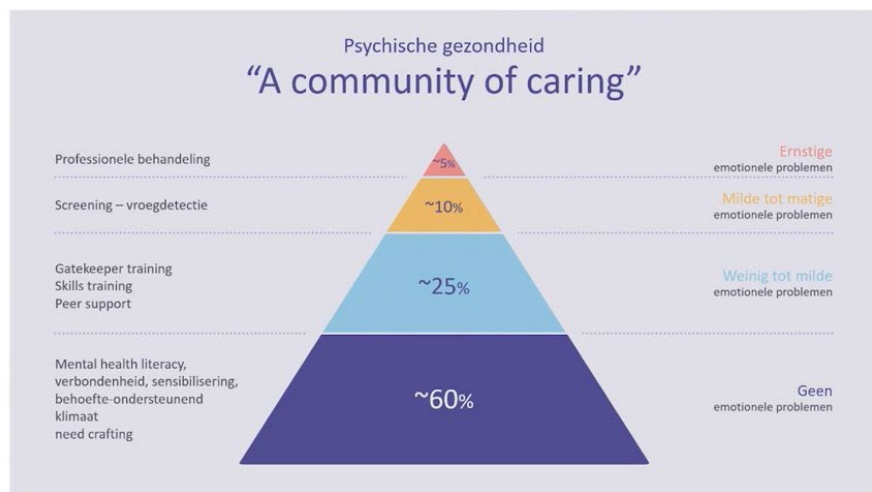 Psychische gezondheid
“A community of caring”
Professionele behandeling
~5%
Ernstige
emotionele problemen
Screening – vroegdetectie
~10%
Milde tot matige
emotionele problemen
Gatekeeper training
Skills training
Peer support
~25%
Weinig tot milde
emotionele problemen
Mental health literacy,
verbondenheid, sensibilisering,
behoefte-ondersteunend
klimaat
need crafting
~60%
Geen
emotionele problemen